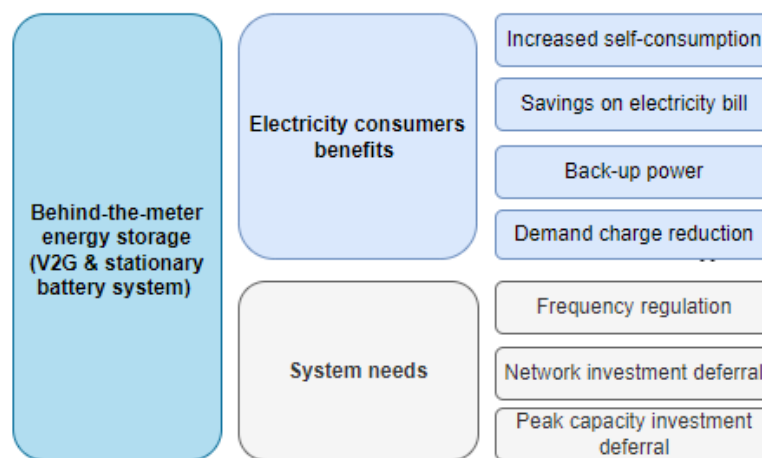 Behind-the-meter
energy storage
(V2G & stationary
battery system)
Electricity consumers
benefits
Increased self-consumption
Savings on electricity bill
Back-up power
Demand charge reduction
System needs
Frequency regulation
Network investment deferral
Peak capacity investment
deferral